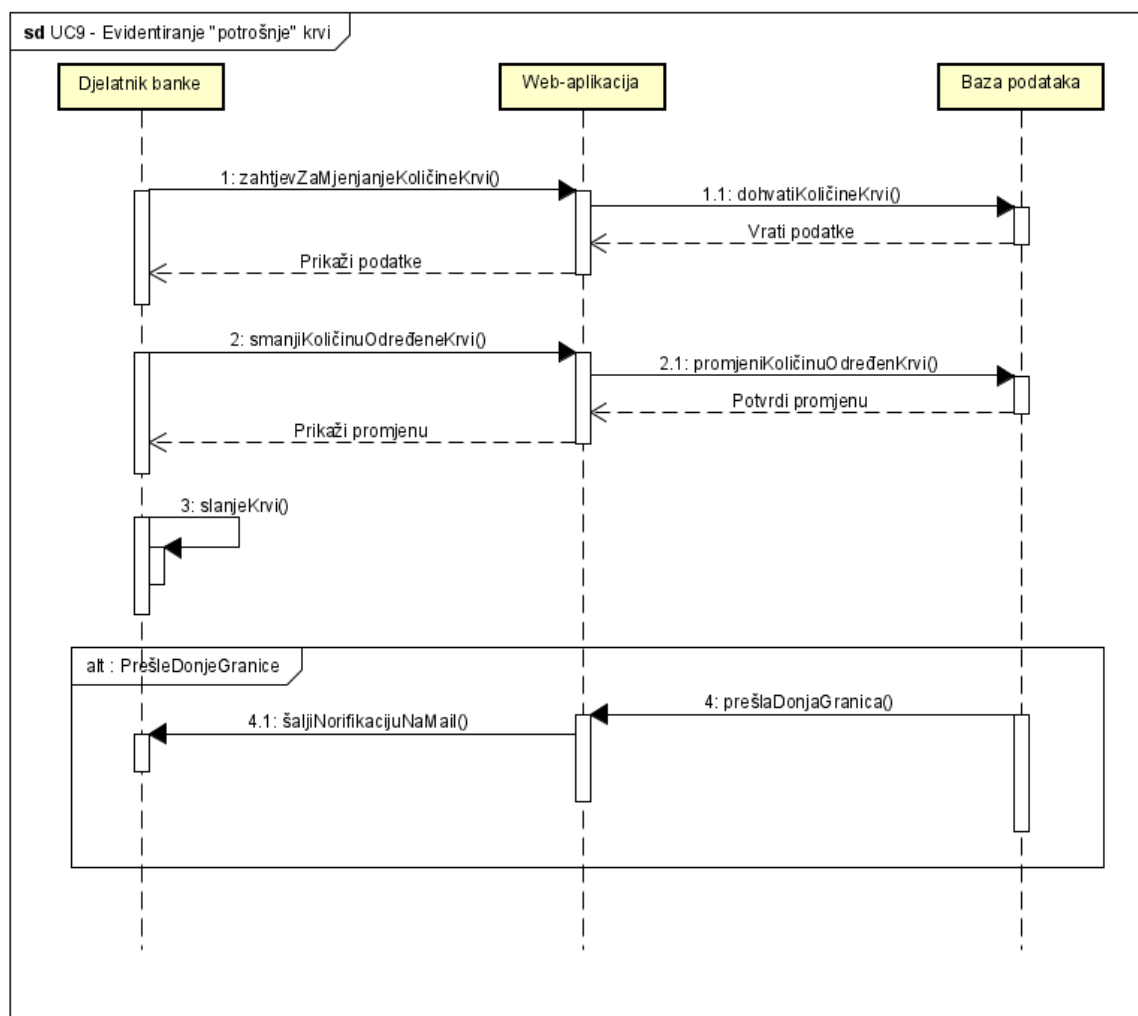 sd UC9 - Evidentiranje "potrošnje" krvi
Djelatnik banke
Web-aplikacija
Baza podataka
1: zahtjevZaMjenjanjeKoličineKrvi()
1.1: dohvatiKoličineKrvi()
Vrati podatke
Prikaži podatke
2: smanjiKoličinuOdređeneKrvi()
2.1: promjeniKoličinuOdređenKrvi()
Potvrdi promjenu
Prikaži promjenu
3: slanjeKrvi()
alt : PrešleDonjeGranice
4: prešlaDonjaGranica()
4.1: šaljiNorifikacijuNaMail()